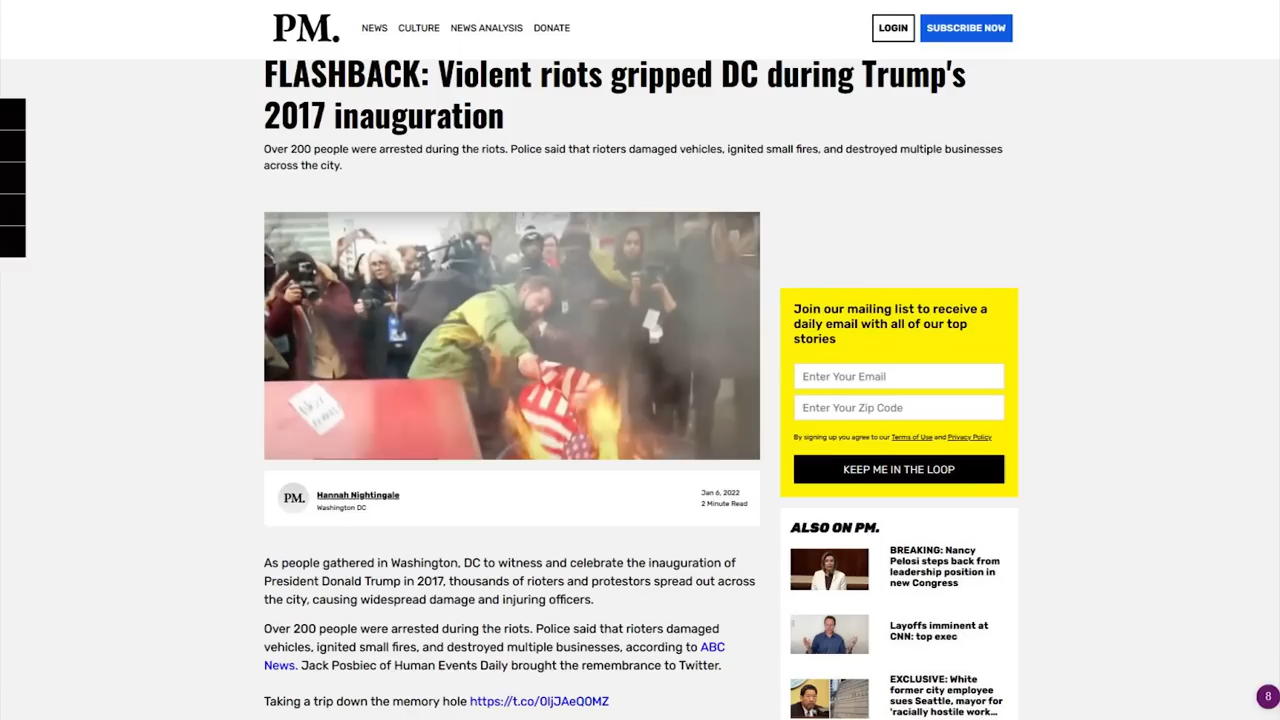 PM.
NEWS CULTURE NEWS ANALYSIS DONATE
LOGIN
SUBSCRIBE NOW
FLASHBACK: Violent riots gripped DC during Trump's
2017 inauguration
Over 200 people were arrested during the riots. Police said that rioters damaged vehicles, ignited small fires, and destroyed multiple businesses
across the city.
PM.
Hannah Nightingale
Washington DC
Jan 6, 2022
2 Minute Read
As people gathered in Washington, DC to witness and celebrate the inauguration of
President Donald Trump in 2017, thousands of rioters and protestors spread out across
the city, causing widespread damage and injuring officers.
Over 200 people were arrested during the riots. Police said that rioters damaged
vehicles, ignited small fires, and destroyed multiple businesses, according to ABC
News. Jack Posbiec of Human Events Daily brought the remembrance to Twitter.
Taking a trip down the memory hole https://t.co/0ljJAeQ0MZ
Join our mailing list to receive a
daily email with all of our top
stories
Enter Your Email
Enter Your Zip Code
By signing up you agree to our Terms of Use and Privacy Policy
KEEP ME IN THE LOOP
ALSO ON PM.
BREAKING: Nancy
Pelosi steps back from
leadership position in
new Congress
Layoffs imminent at
CNN: top exec
EXCLUSIVE: White
former city employee
sues Seattle, mayor for
'racially hostile work...
8